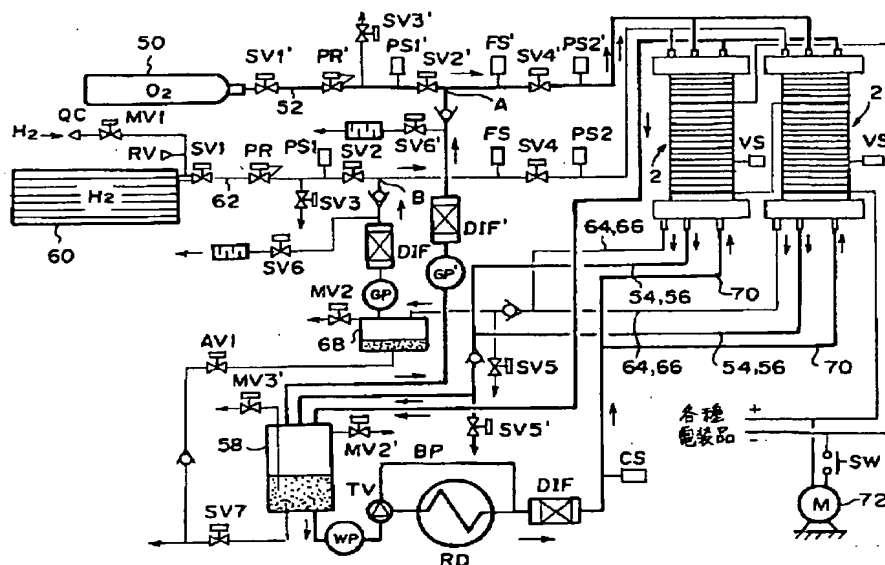 50
O2
SV1'
PR'
52
SV3'
PS1'
SV2'
FS'
SV4'
PS2'
A
QC
MV1
H2
RV
SV1
PR
PS1
SV2
SV6'
FS
SV4
PS2
H2
62
60
SV3
B
DIF
DIF'
SV6
GP
GP'
MV2
68
AV1
MV3'
58
MV2'
SV5
SV5'
64,66
54,56
70
64,66
54,56
70
2
VS
2
VS
BP
TV
DIF
CS
SV7
WP
RD
各種
電装品
+
−
SW
M
72